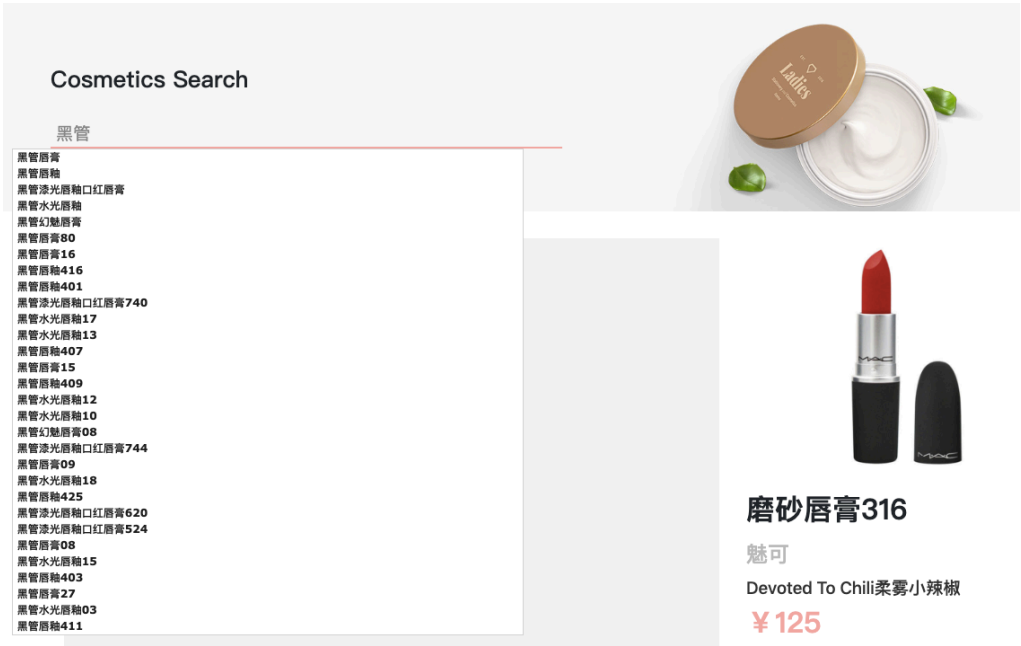 Cosmetics Search
Ladies
黑管
黑管唇膏
黑管唇釉
黑管漆光唇釉口红唇膏
黑管水光唇釉
黑管幻魅唇膏
黑管唇膏80
黑管唇膏16
黑管唇釉416
黑管唇釉401
黑管漆光唇釉口红唇膏740
黑管水光唇釉17
黑管水光唇釉13
黑管唇釉407
黑管唇膏15
黑管唇釉409
黑管水光唇釉12
黑管水光唇釉10
黑管幻魅唇膏08
黑管漆光唇釉口红唇膏744
黑管唇膏09
黑管水光唇釉18
黑管唇釉425
黑管漆光唇釉口红唇膏620
黑管漆光唇釉口红唇膏524
黑管唇膏08
黑管水光唇釉15
黑管唇釉403
黑管唇膏27
黑管水光唇釉03
黑管唇釉411
MAC
MAC
磨砂唇膏316
魅可
Devoted To Chili柔雾小辣椒
￥125